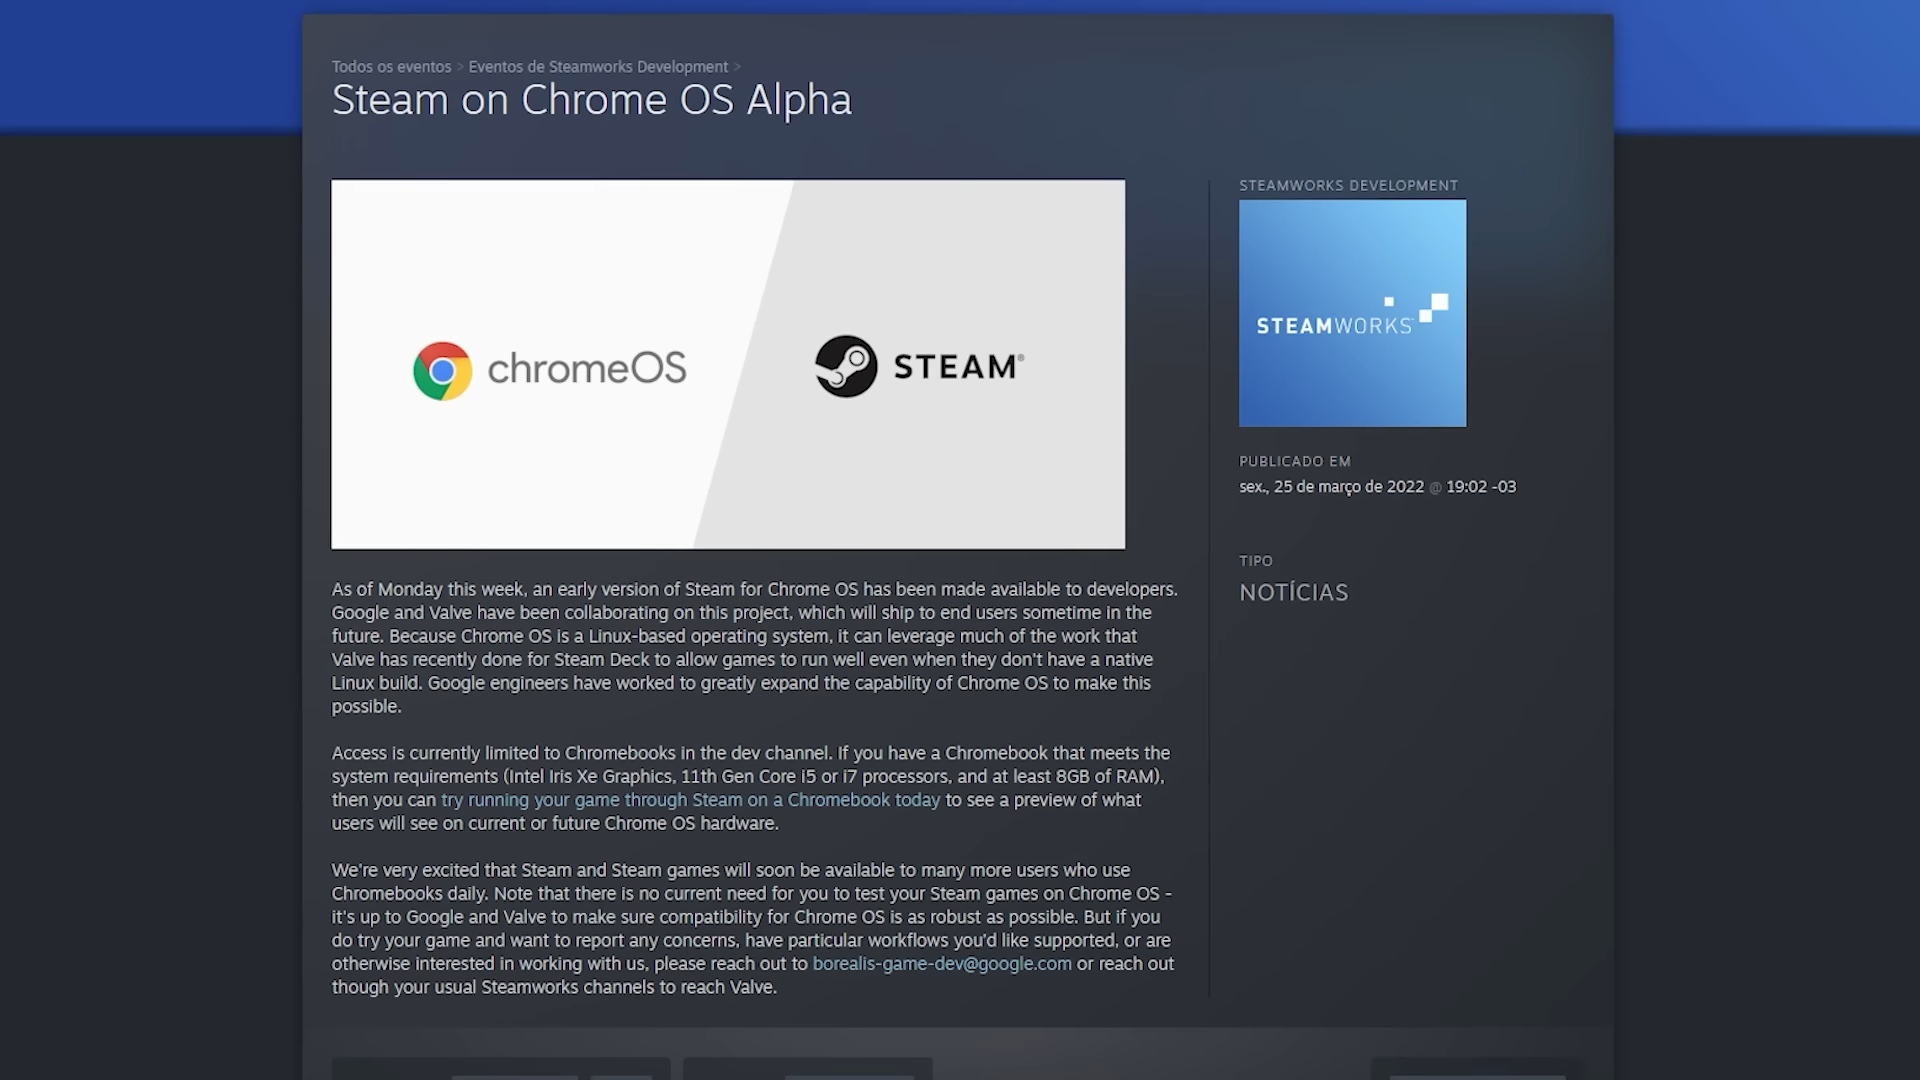 Todos os eventos > Eventos de Steamworks Development >
Steam on Chrome OS Alpha
chromeOS
STEAM®
As of Monday this week, an early version of Steam for Chrome OS has been made available to developers.
Google and Valve have been collaborating on this project, which will ship to end users sometime in the
future. Because Chrome OS is a Linux-based operating system, it can leverage much of the work that
Valve has recently done for Steam Deck to allow games to run well even when they don't have a native
Linux build. Google engineers have worked to greatly expand the capability of Chrome OS to make this
possible.
Access is currently limited to Chromebooks in the dev channel. If you have a Chromebook that meets the
system requirements (Intel Iris Xe Graphics, 11th Gen Core i5 or i7 processors, and at least 8GB of RAM),
then you can try running your game through Steam on a Chromebook today to see a preview of what
users will see on current or future Chrome OS hardware.
We're very excited that Steam and Steam games will soon be available to many more users who use
Chromebooks daily. Note that there is no current need for you to test your Steam games on Chrome OS -
it's up to Google and Valve to make sure compatibility for Chrome OS is as robust as possible. But if you
do try your game and want to report any concerns, have particular workflows you'd like supported, or are
otherwise interested in working with us, please reach out to borealis-game-dev@google.com or reach out
though your usual Steamworks channels to reach Valve.
STEAMWORKS DEVELOPMENT
STEAMWORKS
PUBLICADO EM
sex., 25 de março de 2022 @ 19:02 -03
TIPO
NOTÍCIAS